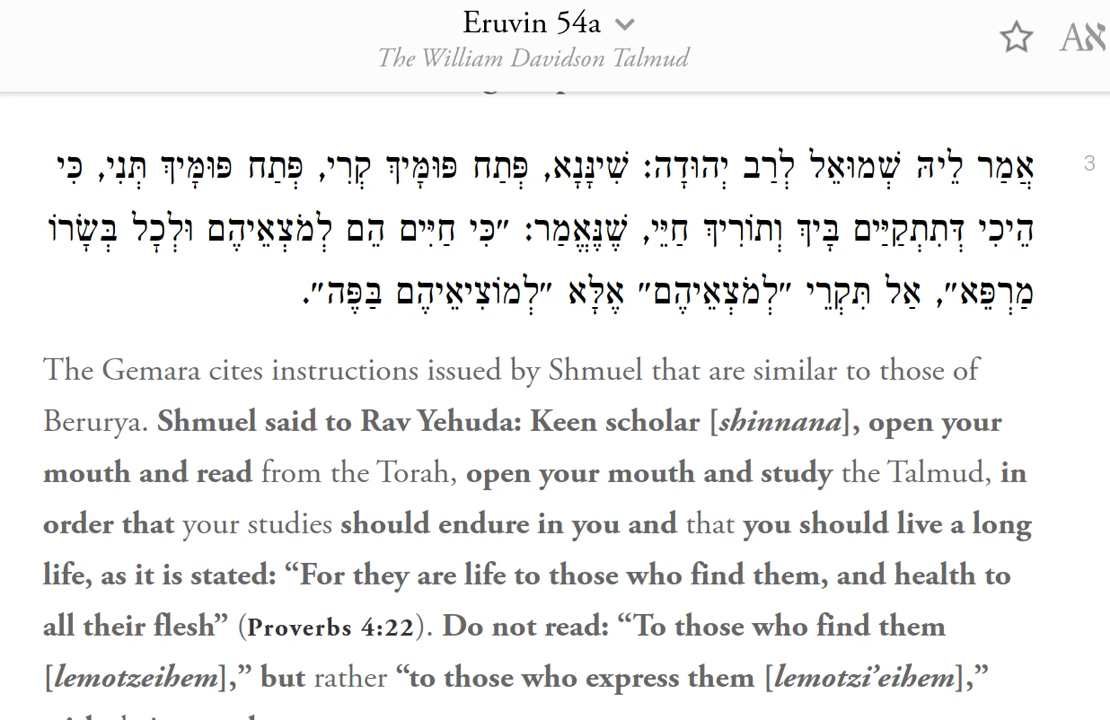 Eruvin 54a
The William Davidson Talmud
Aא
אֲמַר לֵיהּ שְׁמוּאֵל לְרַב יְהוּדָה: שִׁינָּנָא, פְּתַח פּוּמָּיךְ קְרִי, פְּתַח פּוּמָּיךְ תְּנִי, כִּי
3
הֵיכִי דְּתִתְקַיַּים בָּיךְ וְתוֹרִיךְ חַיֵּי, שֶׁנֶּאֱמַר: ״כִּי חַיִּים הֵם לְמֹצְאֵיהֶם וּלְכׇל בְּשָׂרוֹ
מַרְפֵּא״, אַל תִּקְרֵי ״לְמֹצְאֵיהֶם״ אֶלָּא ״לְמוֹצִיאֵיהֶם בַּפֶּה״.
The Gemara cites instructions issued by Shmuel that are similar to those of
Berurya. Shmuel said to Rav Yehuda: Keen scholar [shinnana], open your
mouth and read from the Torah, open your mouth and study the Talmud, in
order that your studies should endure in you and that you should live a long
life, as it is stated: “For they are life to those who find them, and health to
all their flesh” (Proverbs 4:22). Do not read: “To those who find them
[lemotzeihem],” but rather “to those who express them [lemotzi’eihem],”